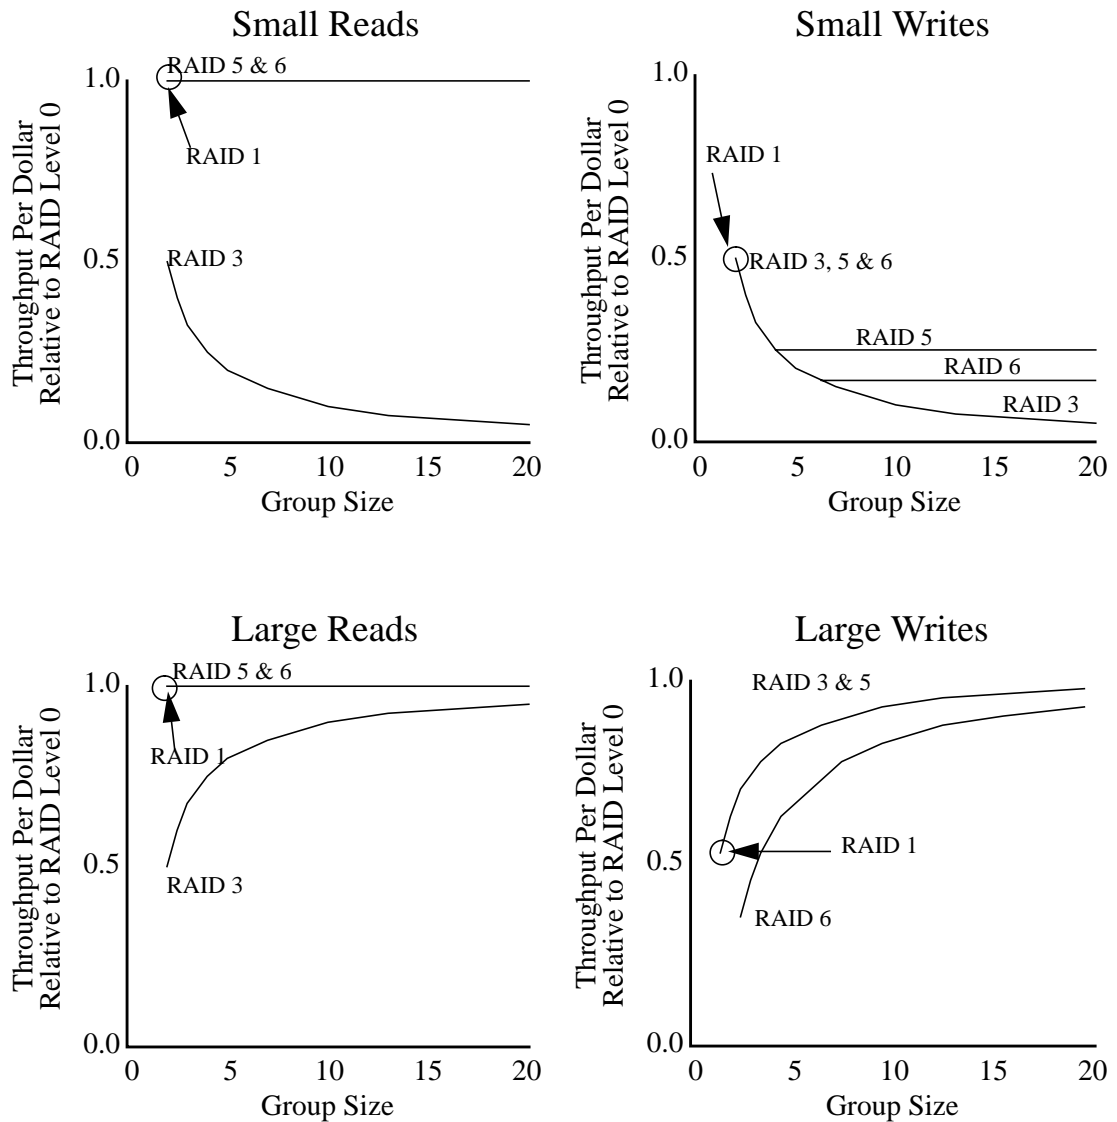 Small Reads
Throughput Per Dollar
Relative to RAID Level 0
1.0
0.5
0.0
RAID 5 & 6
RAID 1
RAID 3
0 5 10 15 20
Group Size
Small Writes
Throughput Per Dollar
Relative to RAID Level 0
1.0
0.5
0.0
RAID 1
RAID 3, 5 & 6
RAID 5
RAID 6
RAID 3
0 5 10 15 20
Group Size
Large Reads
Throughput Per Dollar
Relative to RAID Level 0
1.0
0.5
0.0
RAID 5 & 6
RAID 1
RAID 3
0 5 10 15 20
Group Size
Large Writes
Throughput Per Dollar
Relative to RAID Level 0
1.0
0.5
0.0
RAID 3 & 5
RAID 1
RAID 6
0 5 10 15 20
Group Size